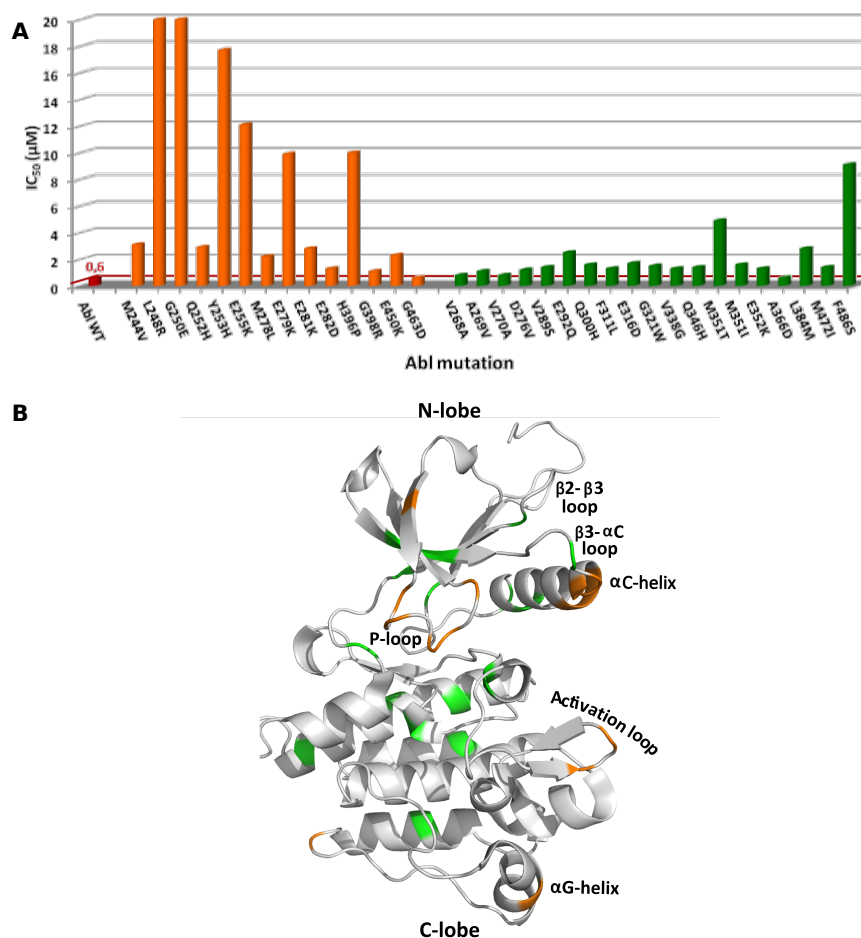 A
20
18
16
14
12
10
8
6
4
2
0
IC50 (µM)
0,6
Abl WT
M244V
L248R
G250E
Q252H
Y253H
E255K
M278L
E279K
E281K
E282D
H396P
G398R
E450K
G463D
V268A
A269V
V270A
D276V
V289S
E292Q
Q300H
F311L
E316D
G321W
V338G
Q346H
M351T
M351I
E352K
A366D
L384M
M472I
F486S
Abl mutation
B
N-lobe
β2- β3
loop
β3-αC
loop
αC-helix
P-loop
Activation loop
αG-helix
C-lobe